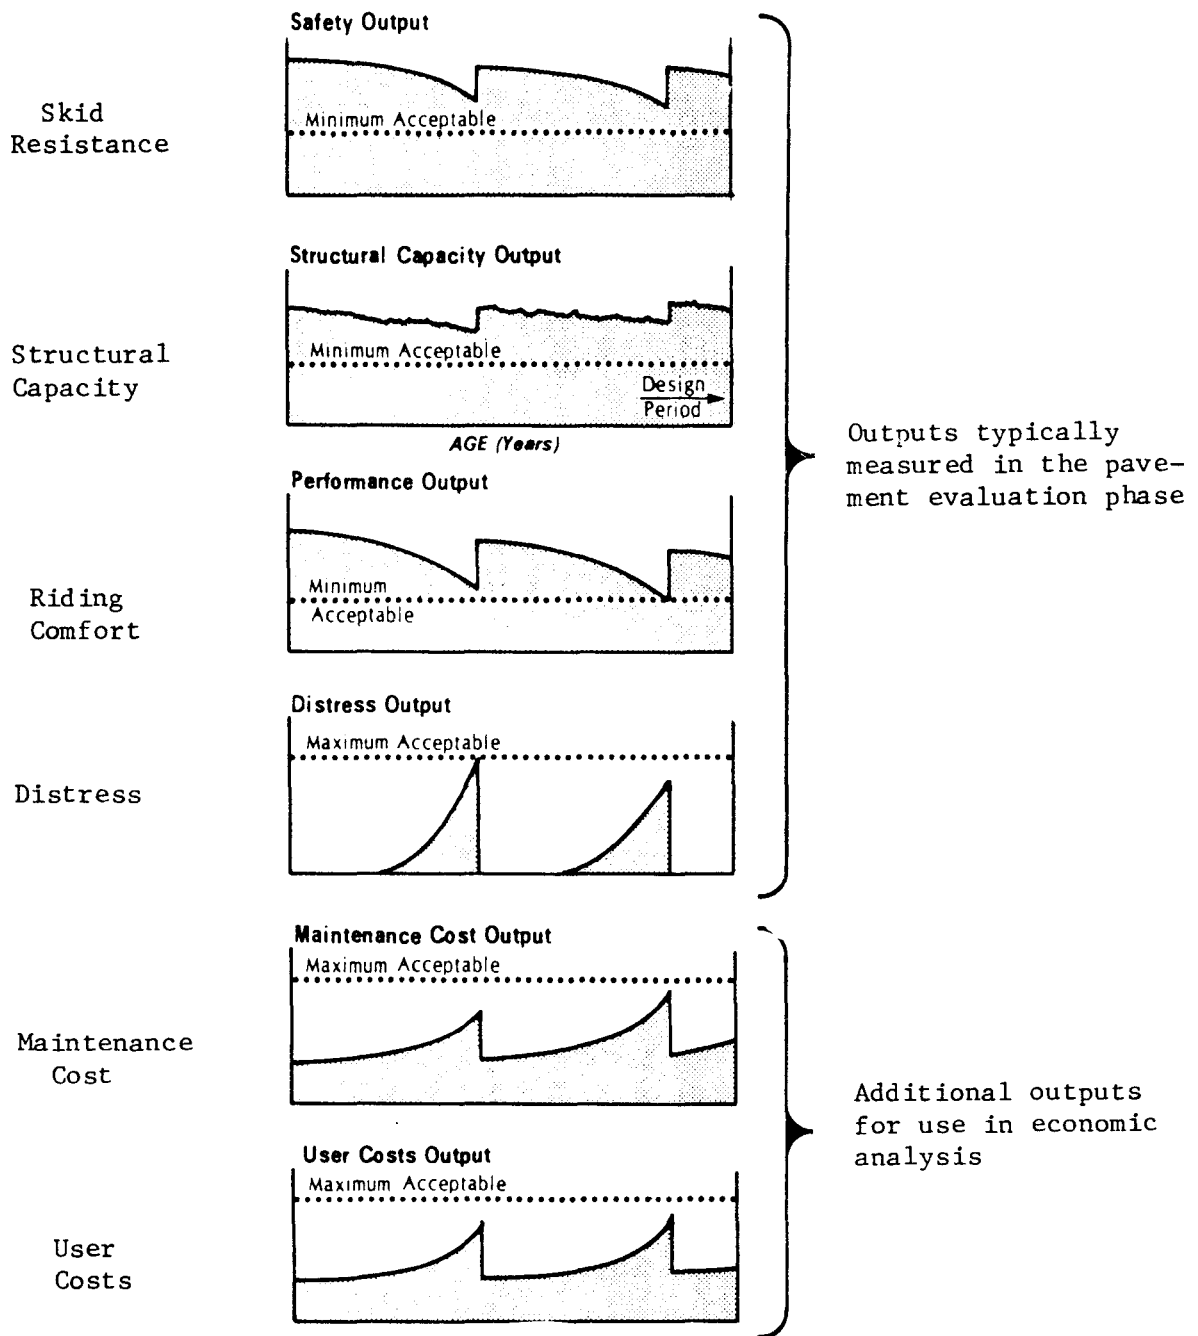 Safety Output
Skid
Resistance
Minimum Acceptable
Structural Capacity Output
Structural
Capacity
Minimum Acceptable
Design
Period
AGE (Years)
Outputs typically
measured in the pave-
ment evaluation phase
Performance Output
Riding
Comfort
Minimum
Acceptable
Distress Output
Maximum Acceptable
Distress
Maintenance Cost Output
Maximum Acceptable
Maintenance
Cost
Additional outputs
for use in economic
analysis
User Costs Output
Maximum Acceptable
User
Costs